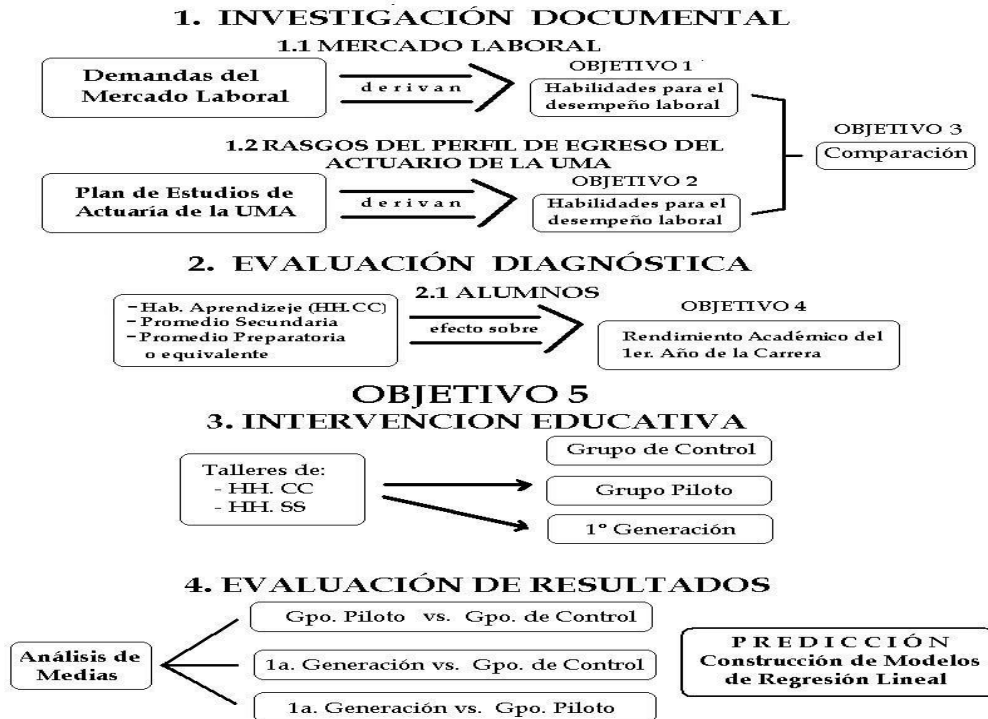 1. INVESTIGACIÓN DOCUMENTAL
1.1 MERCADO LABORAL
Demandas del
Mercado Laboral
derivan
OBJETIVO 1
Habilidades para el
desempeño laboral
OBJETIVO 3
Comparación
1.2 RASGOS DEL PERFIL DE EGRESO DEL
ACTUARIO DE LA UMA
Plan de Estudios de
Actuaría de la UMA
derivan
OBJETIVO 2
Habilidades para el
desempeño laboral
2. EVALUACIÓN DIAGNÓSTICA
2.1 ALUMNOS
- Hab. Aprendizeje (HH.CC)
- Promedio Secundaria
- Promedio Preparatoria
o equivalente
efecto sobre
OBJETIVO 4
Rendimiento Académico del
1er. Año de la Carrera
OBJETIVO 5
3. INTERVENCION EDUCATIVA
Talleres de:
- HH. CC
- HH. SS
Grupo de Control
Grupo Piloto
1º Generación
4. EVALUACIÓN DE RESULTADOS
Análisis de
Medias
Gpo. Piloto vs. Gpo. de Control
1a. Generación vs. Gpo. de Control
1a. Generación vs. Gpo. Piloto
PREDICCIÓN
Construcción de Modelos
de Regresión Lineal